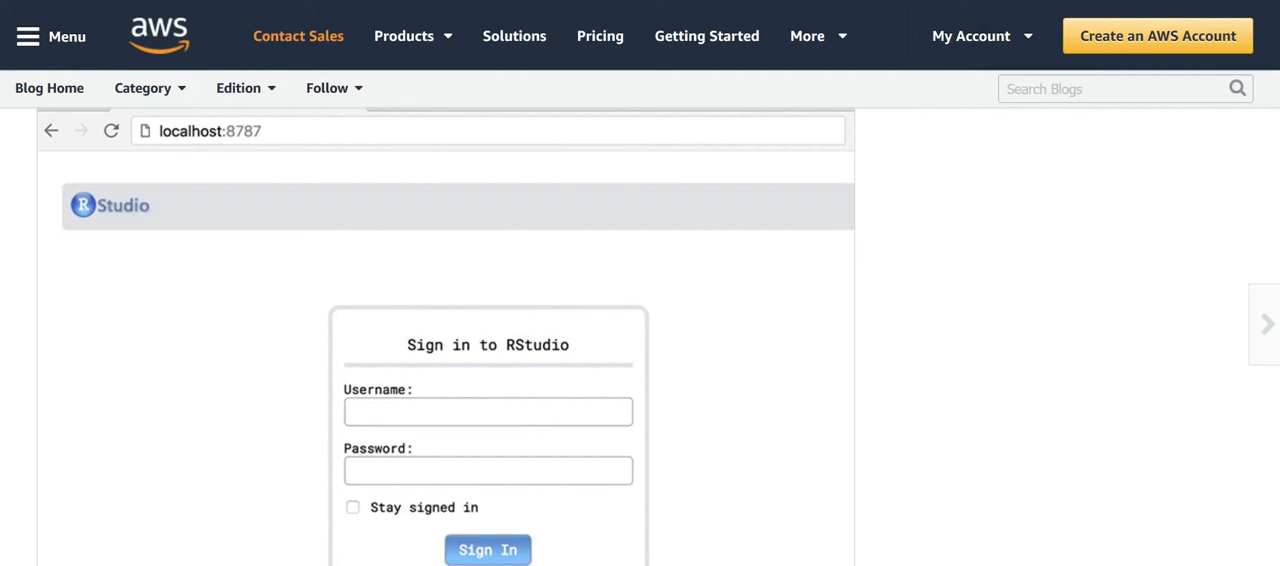 Menu
aws
Contact Sales
Products
Solutions
Pricing
Getting Started
More
My Account
Create an AWS Account
Blog Home
Category
Edition
Follow
Search Blogs
localhost:8787
R Studio
Sign in to RStudio
Username:
Password:
Stay signed in
Sign In